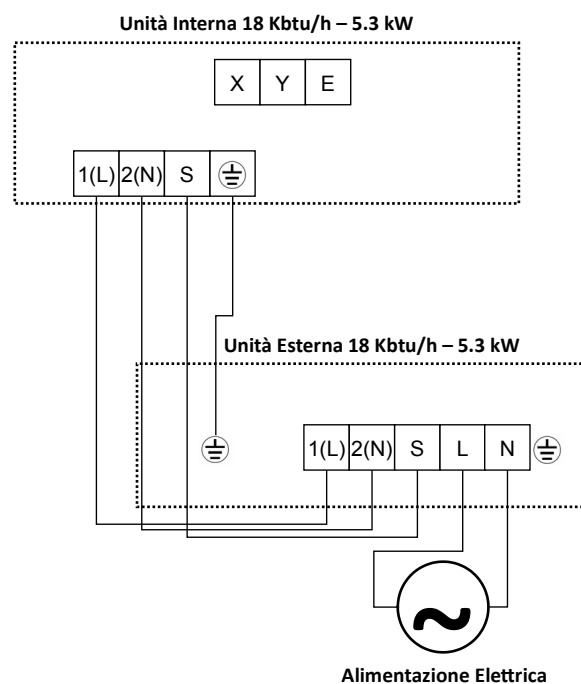 Unità Interna 18 Kbtu/h – 5.3 kW
X Y E
1(L) 2(N) S
Unità Esterna 18 Kbtu/h – 5.3 kW
1(L) 2(N) S L N
Alimentazione Elettrica